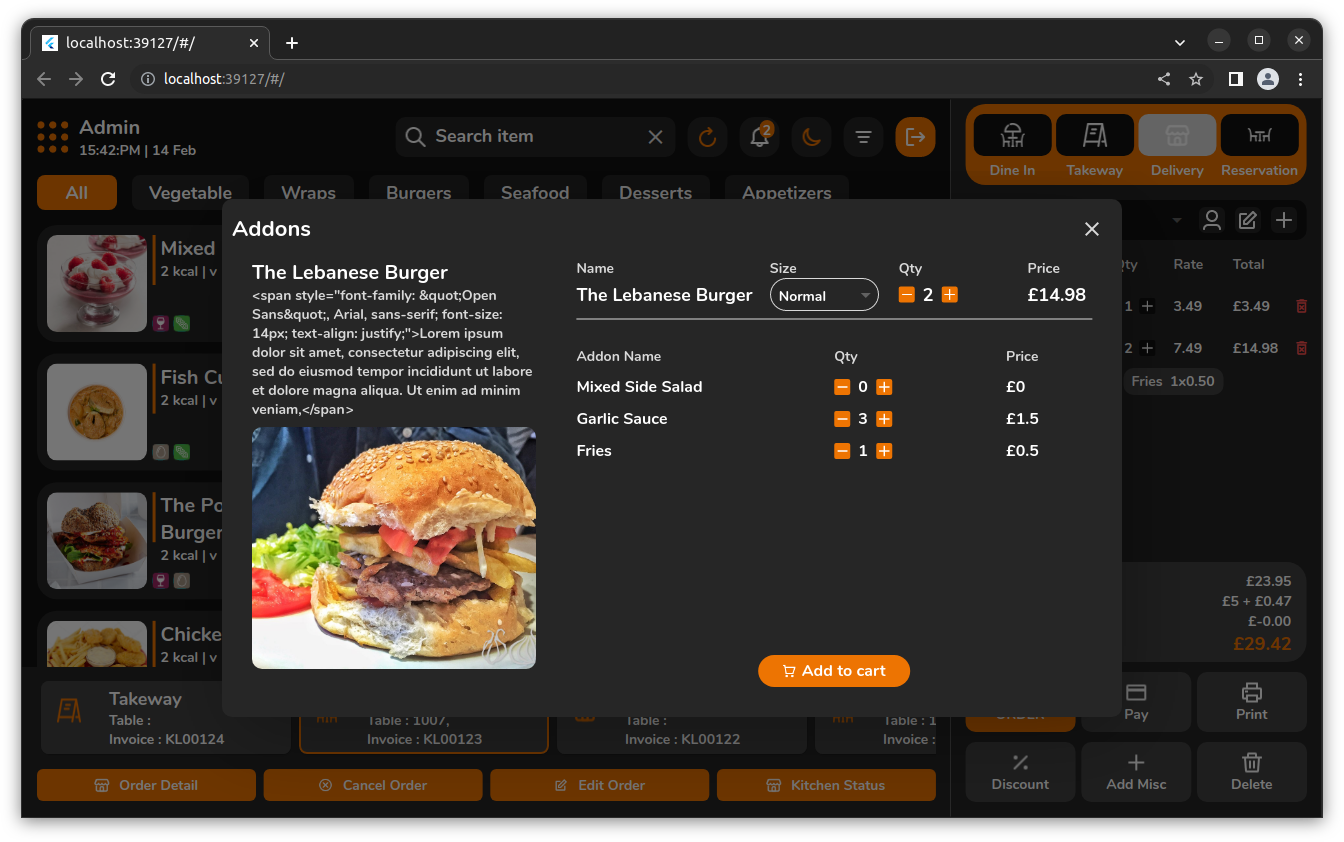 localhost:39127/#/
localhost:39127/#/
Admin
15:42:PM | 14 Feb
Search item
2
Dine In
Takeway
Delivery
Reservation
All
Vegetable
Wraps
Burgers
Seafood
Desserts
Appetizers
Mixed
2 kcal | v
Fish Cu
2 kcal | v
The Po
Burger
2 kcal | v
Chicke
2 kcal | v
Addons
The Lebanese Burger
<span style="font-family: &quot;Open
Sans&quot;, Arial, sans-serif; font-size:
14px; text-align: justify;">Lorem ipsum
dolor sit amet, consectetur adipiscing elit,
sed do eiusmod tempor incididunt ut labore
et dolore magna aliqua. Ut enim ad minim
veniam,</span>
Name
Size
Qty
Price
The Lebanese Burger
Normal
2
£14.98
Addon Name
Qty
Price
Mixed Side Salad
0
£0
Garlic Sauce
3
£1.5
Fries
1
£0.5
Add to cart
Qty
Rate
Total
1
3.49
£3.49
2
7.49
£14.98
Fries 1x0.50
£23.95
£5 + £0.47
£-0.00
£29.42
Takeway
Table :
Invoice : KL00124
Table : 1007,
Invoice : KL00123
Table :
Invoice : KL00122
Table : 1
Invoice :
ORDER
Pay
Print
Discount
Add Misc
Delete
Order Detail
Cancel Order
Edit Order
Kitchen Status